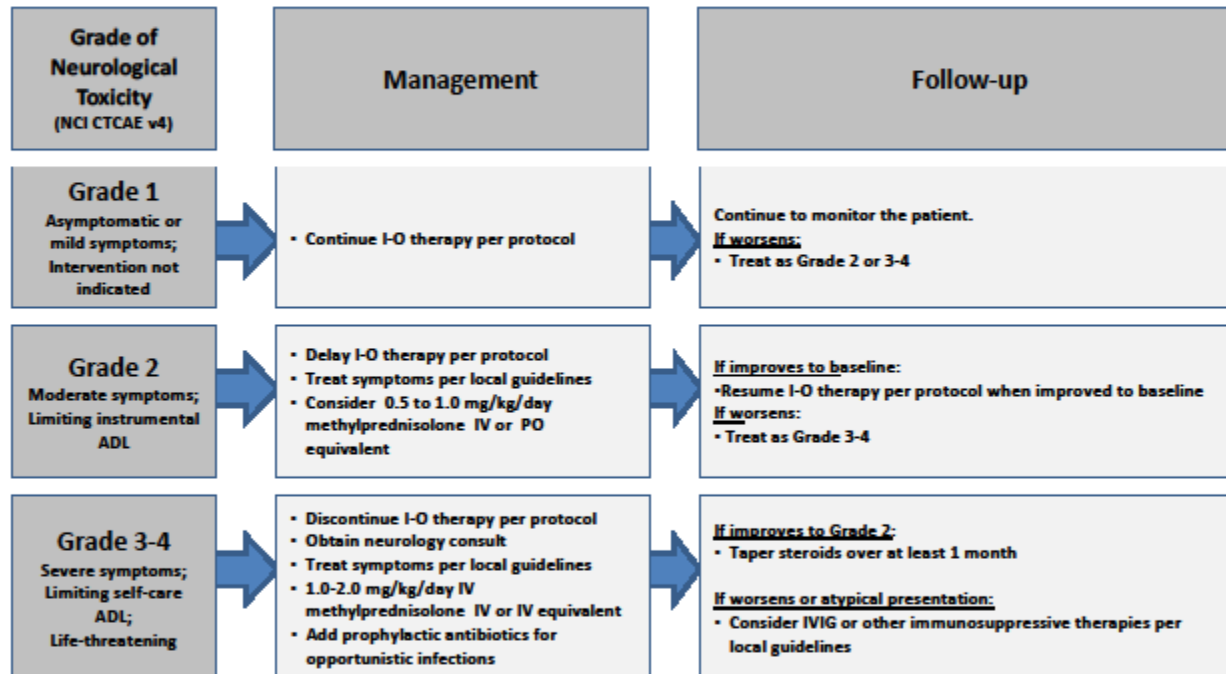 Grade of
Neurological
Toxicity
(NCI CTCAE v4)
Management
Follow-up
Grade 1
Asymptomatic or
mild symptoms;
Intervention not
indicated
• Continue I-O therapy per protocol
Continue to monitor the patient.
If worsens:
• Treat as Grade 2 or 3-4
Grade 2
Moderate symptoms;
Limiting instrumental
ADL
• Delay I-O therapy per protocol
• Treat symptoms per local guidelines
• Consider 0.5 to 1.0 mg/kg/day
methylprednisolone IV or PO
equivalent
If improves to baseline:
•Resume I-O therapy per protocol when improved to baseline
If worsens:
• Treat as Grade 3-4
Grade 3-4
Severe symptoms;
Limiting self-care
ADL;
Life-threatening
• Discontinue I-O therapy per protocol
• Obtain neurology consult
• Treat symptoms per local guidelines
• 1.0-2.0 mg/kg/day IV
methylprednisolone IV or IV equivalent
• Add prophylactic antibiotics for
opportunistic infections
If improves to Grade 2:
• Taper steroids over at least 1 month
If worsens or atypical presentation:
• Consider IVIG or other immunosuppressive therapies per
local guidelines